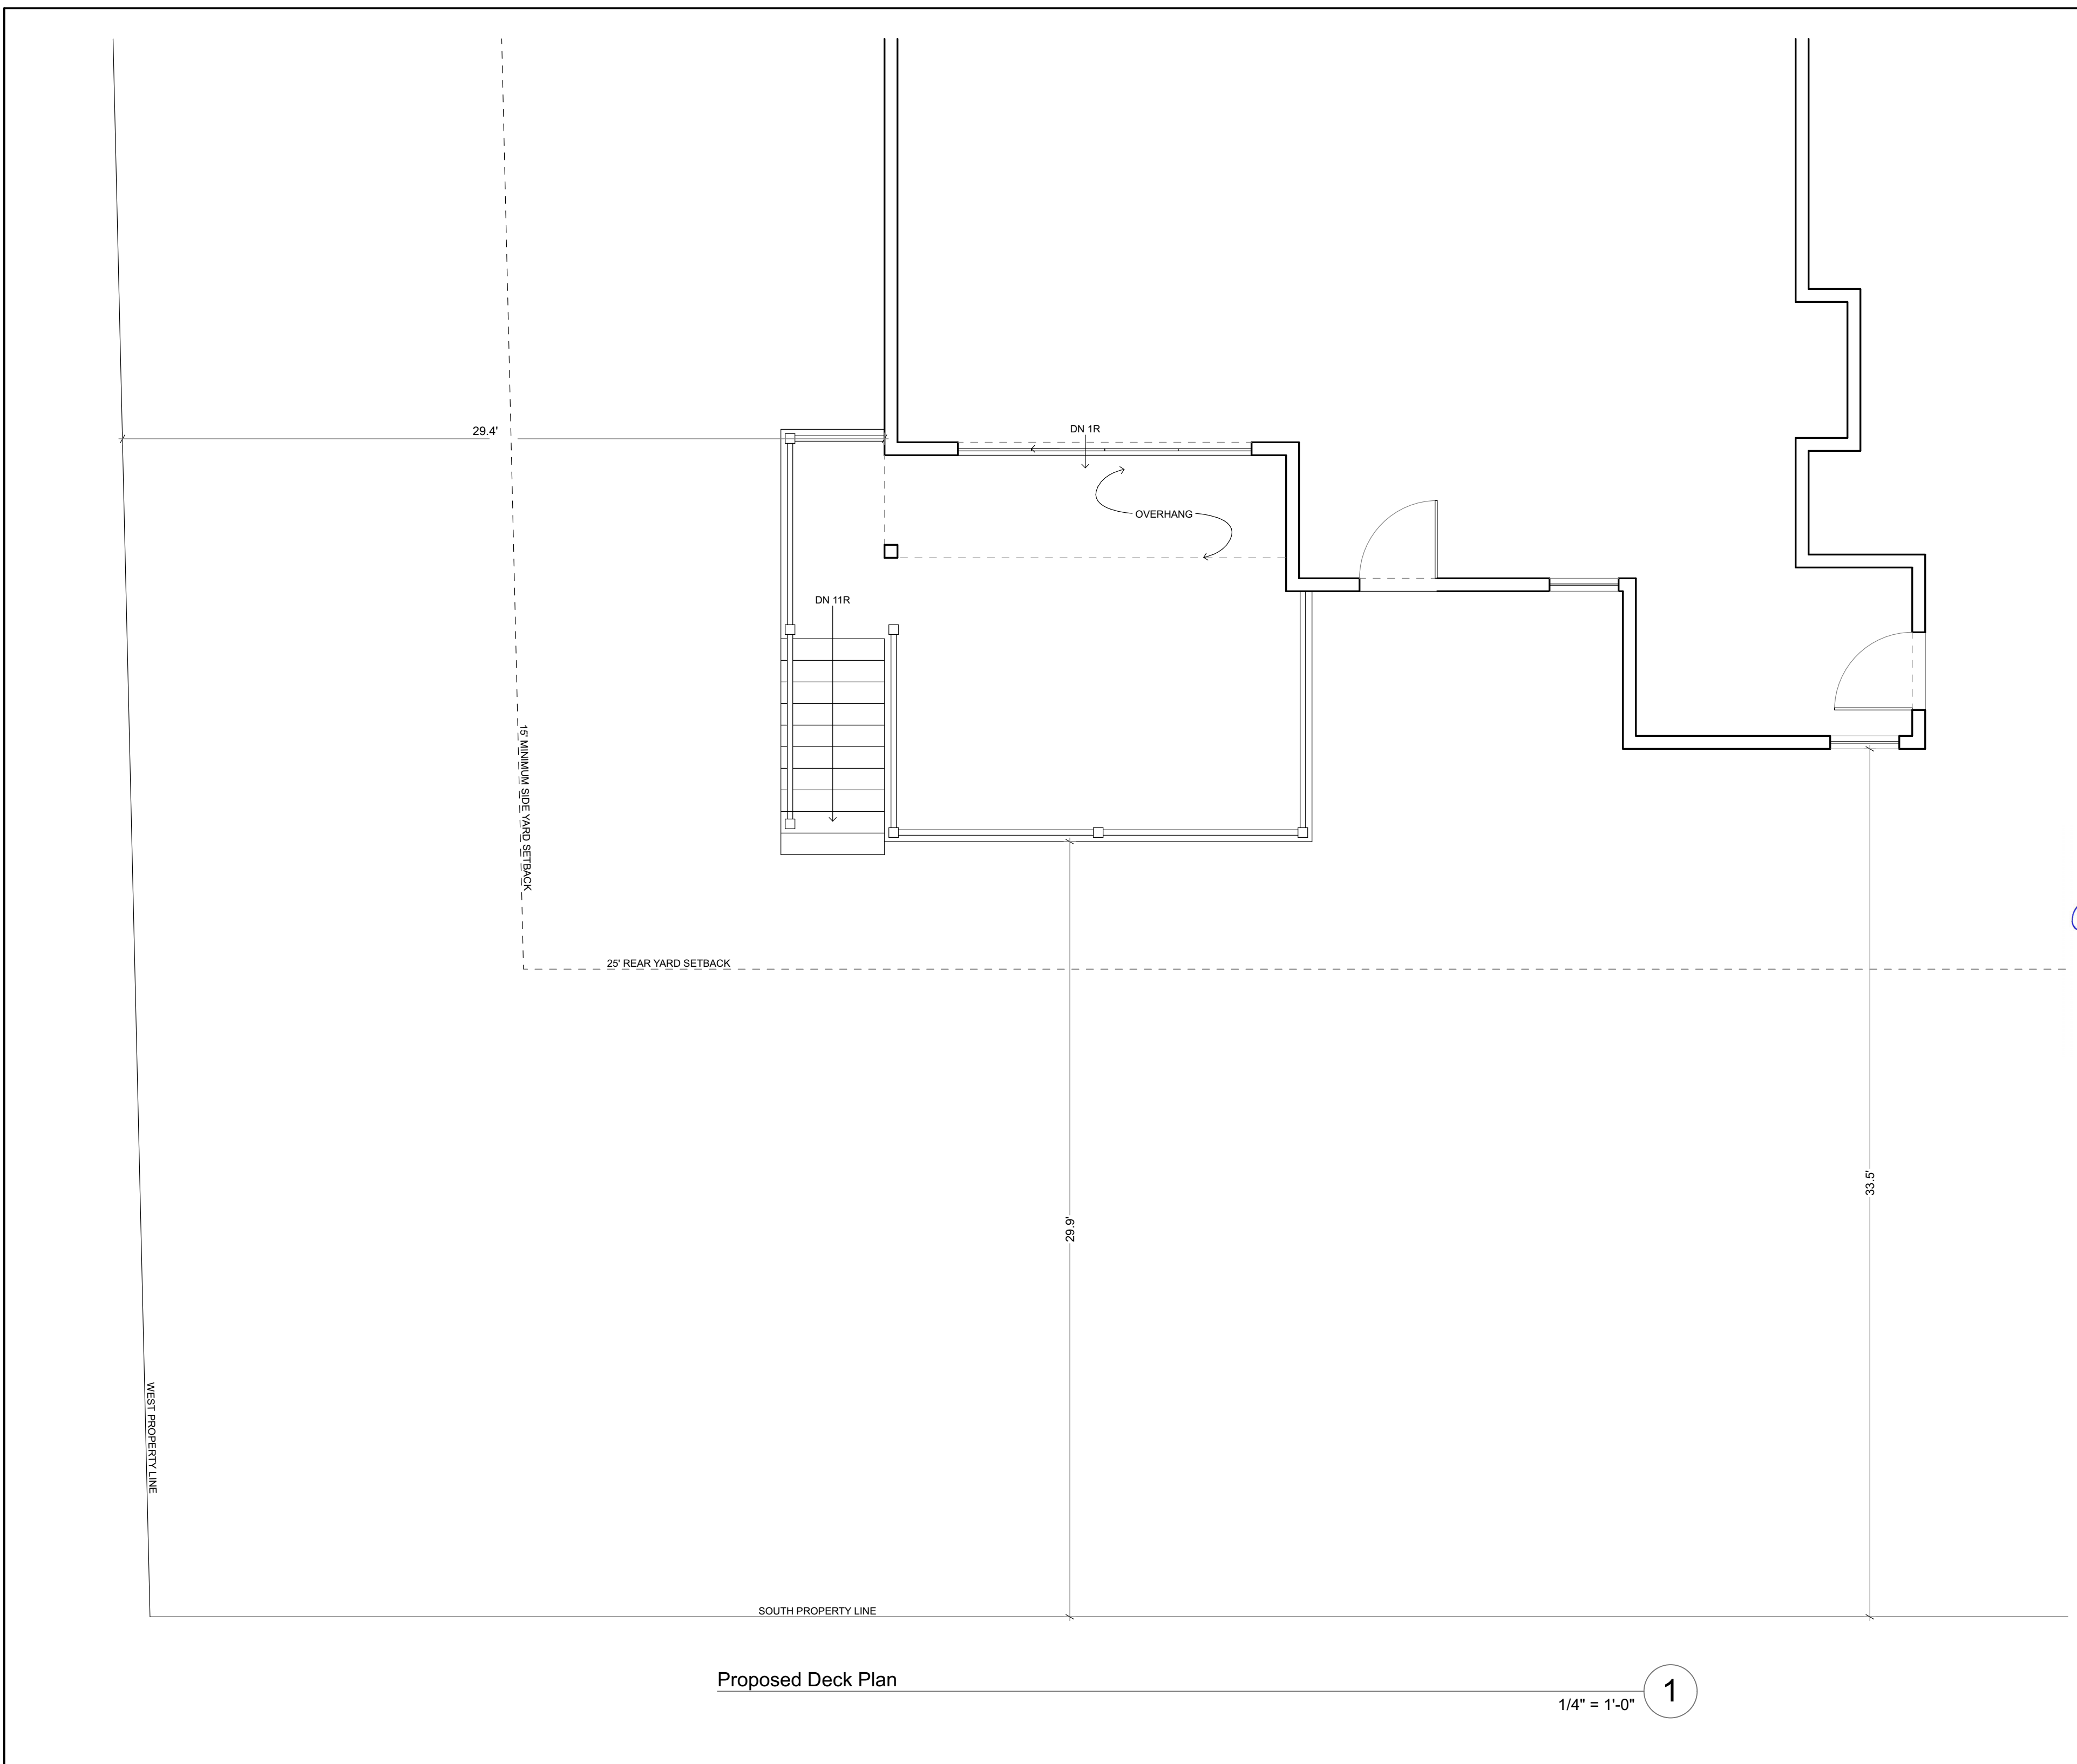 29.4'
DN 1R
OVERHANG
DN 11R
15' MINIMUM SIDE YARD SETBACK
25' REAR YARD SETBACK
33.5'
29.9'
WEST PROPERTY LINE
SOUTH PROPERTY LINE
Proposed Deck Plan
1
1/4" = 1'-0"